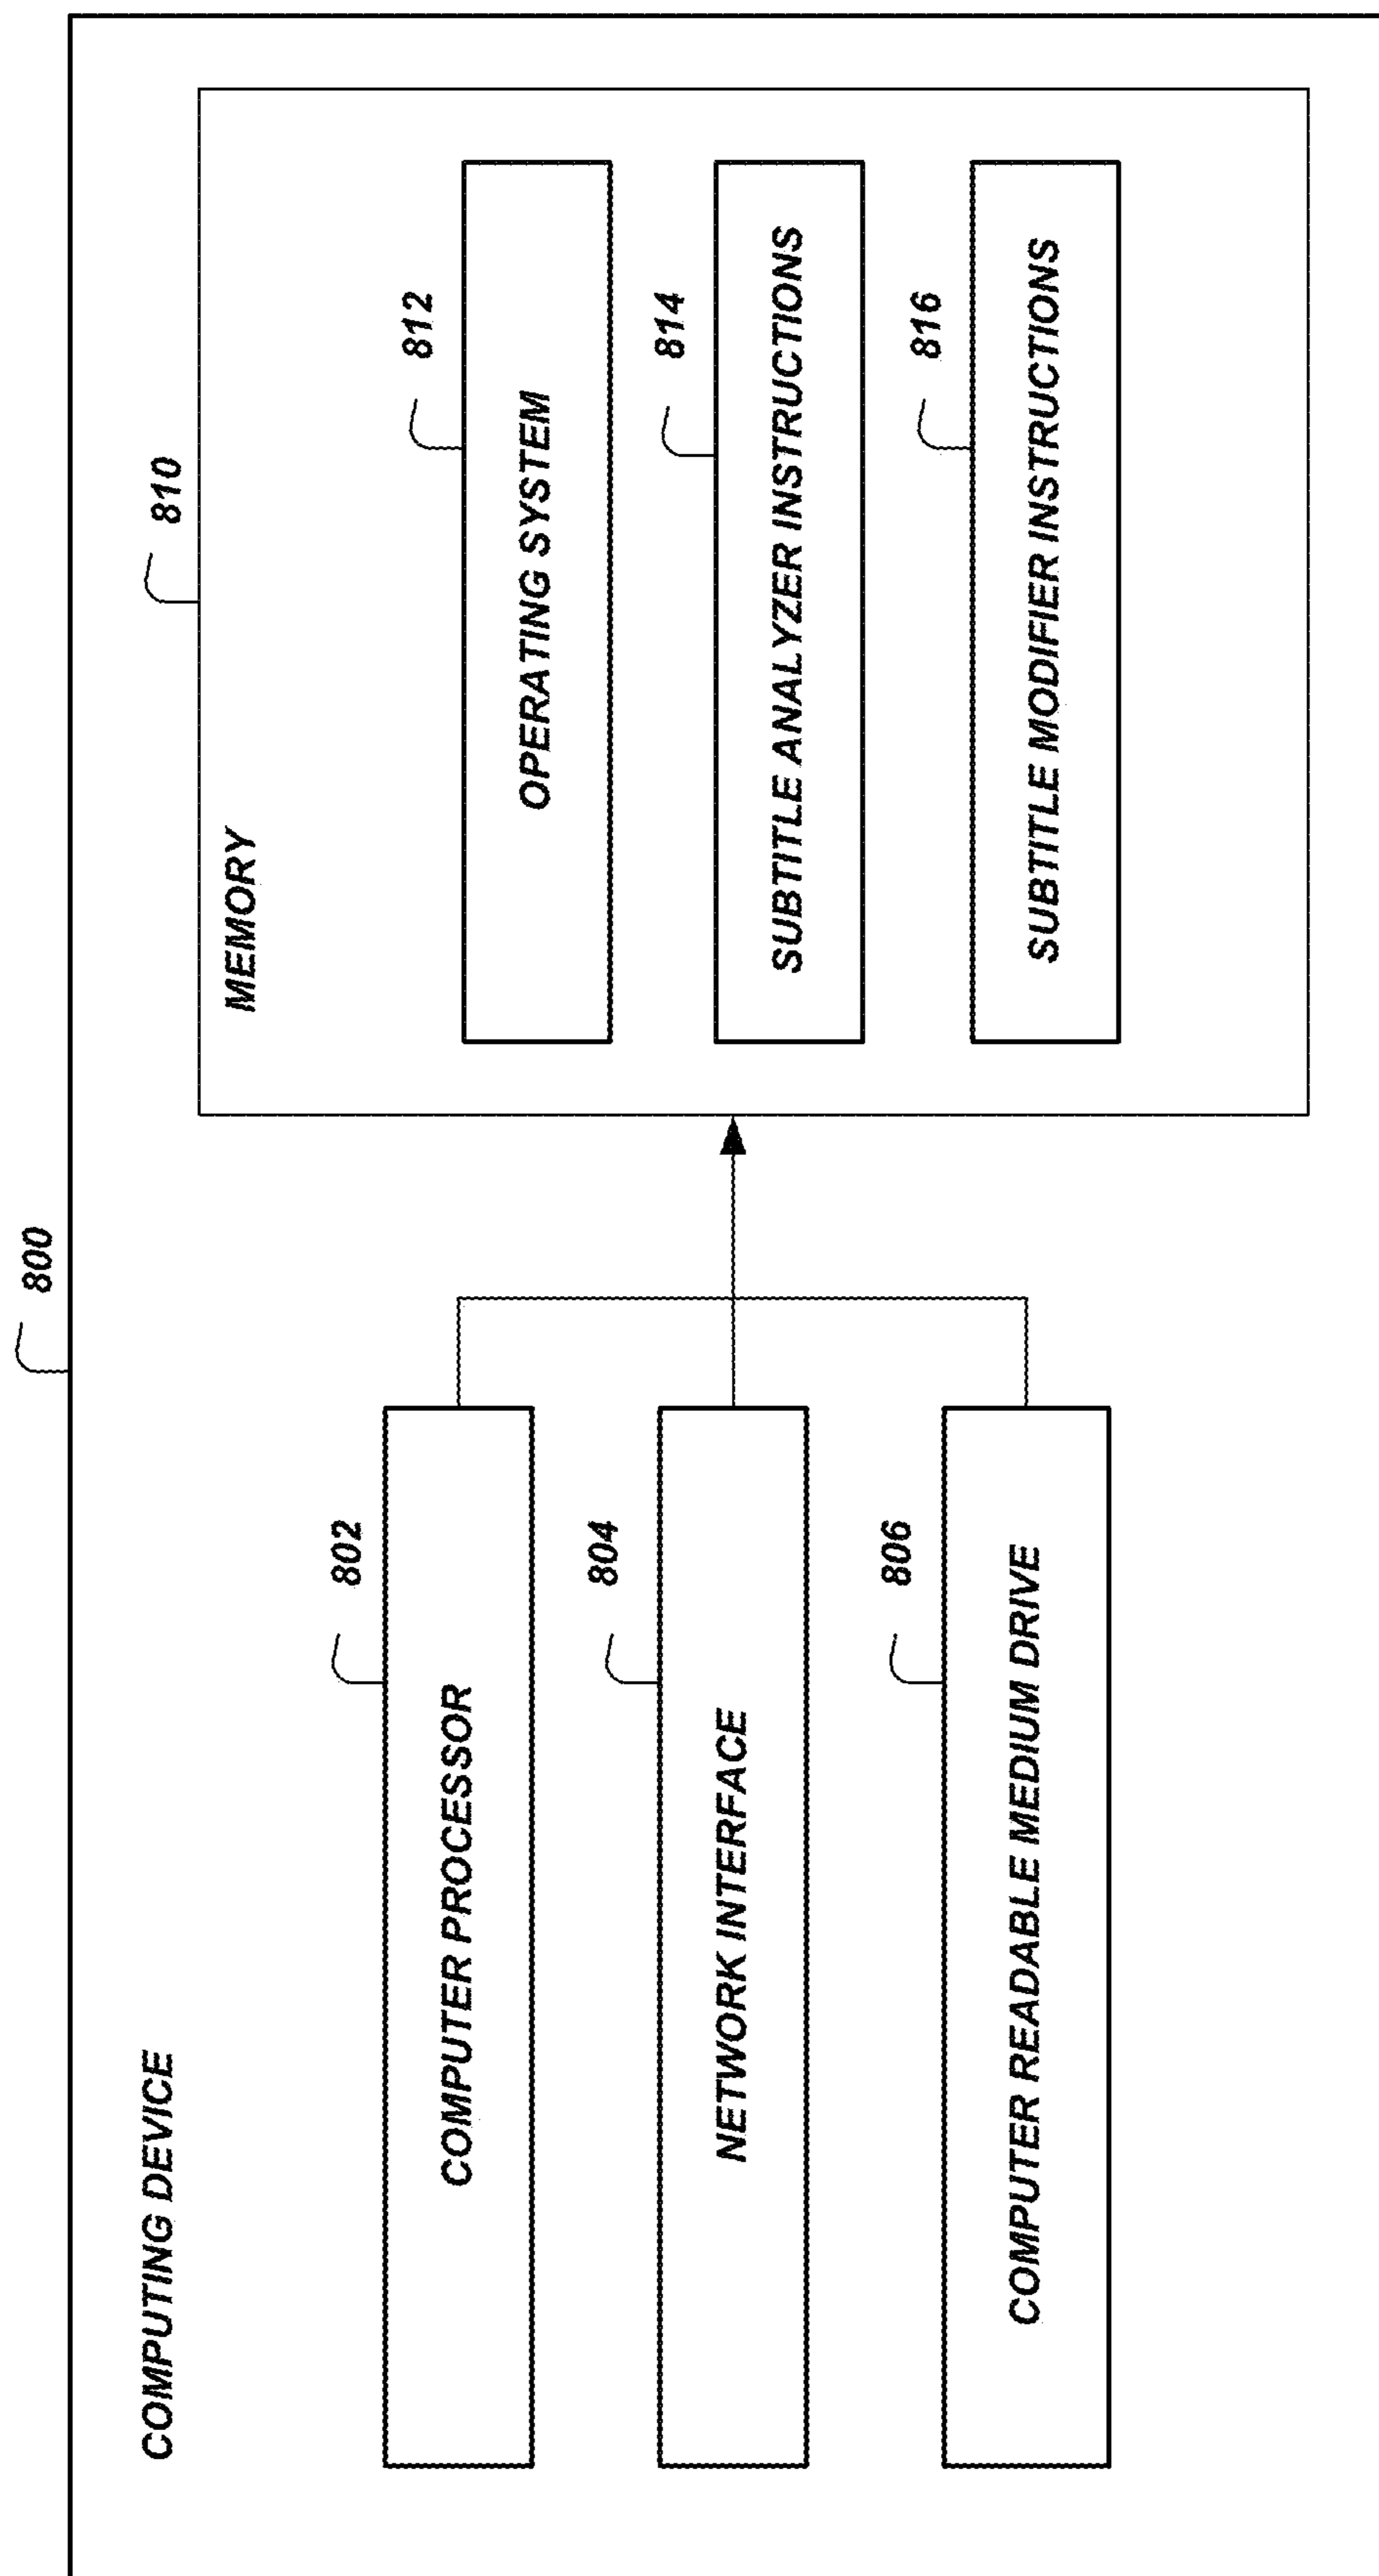 800
COMPUTING DEVICE
802
COMPUTER PROCESSOR
804
NETWORK INTERFACE
806
COMPUTER READABLE MEDIUM DRIVE
810
MEMORY
812
OPERATING SYSTEM
814
SUBTITLE ANALYZER INSTRUCTIONS
816
SUBTITLE MODIFIER INSTRUCTIONS